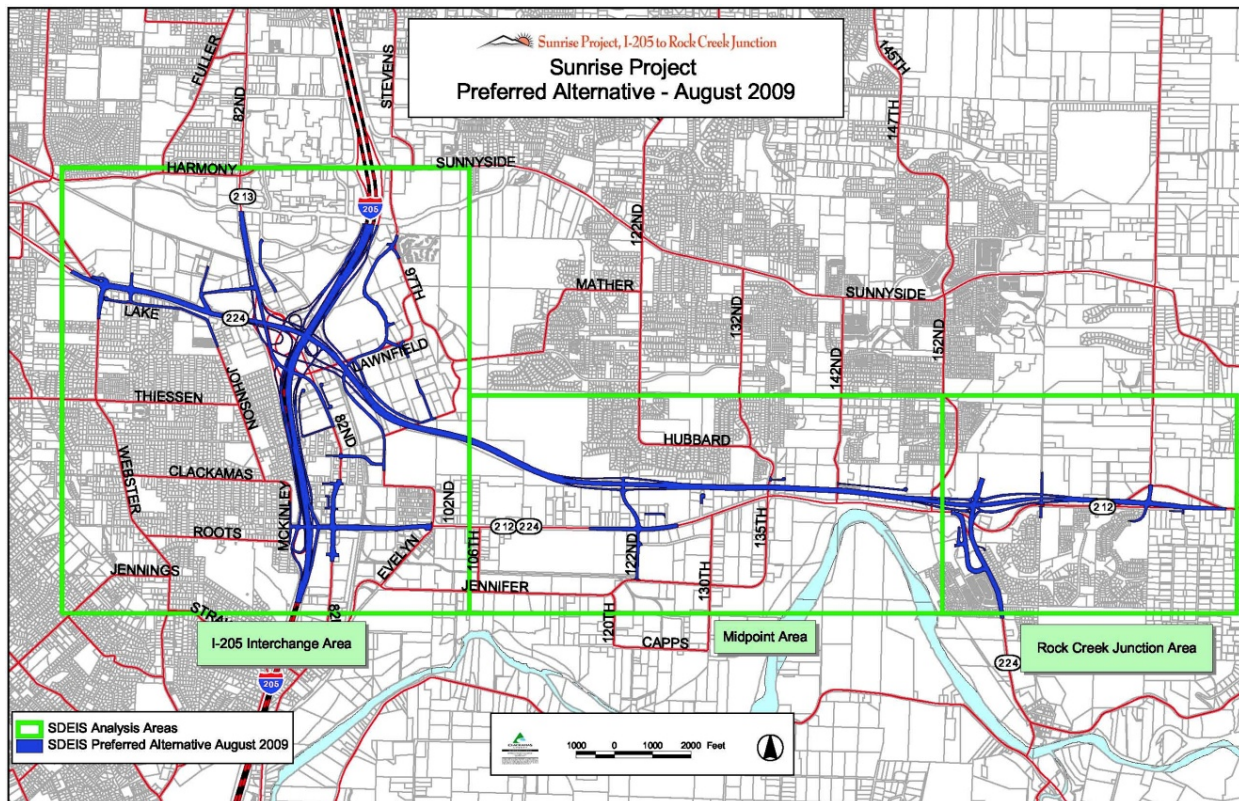 Sunrise Project, I-205 to Rock Creek Junction
Sunrise Project
Preferred Alternative - August 2009
FULLER
82ND
STEVENS
145TH
147TH
HARMONY
SUNNYSIDE
213
205
122ND
97TH
MATHER
132ND
SUNNYSIDE
152ND
LAKE
224
LAWNFIELD
142ND
JOHNSON
THIESSEN
82ND
HUBBARD
WEBSTER
CLACKAMAS
MCKINLEY
102ND
212 224
212
ROOTS
135TH
EVELYN
106TH
122ND
JENNINGS
JENNIFER
130TH
120TH
CAPPS
I-205 Interchange Area
Midpoint Area
Rock Creek Junction Area
224
205
SDEIS Analysis Areas
SDEIS Preferred Alternative August 2009
CLACKAMAS
1000 0 1000 2000 Feet